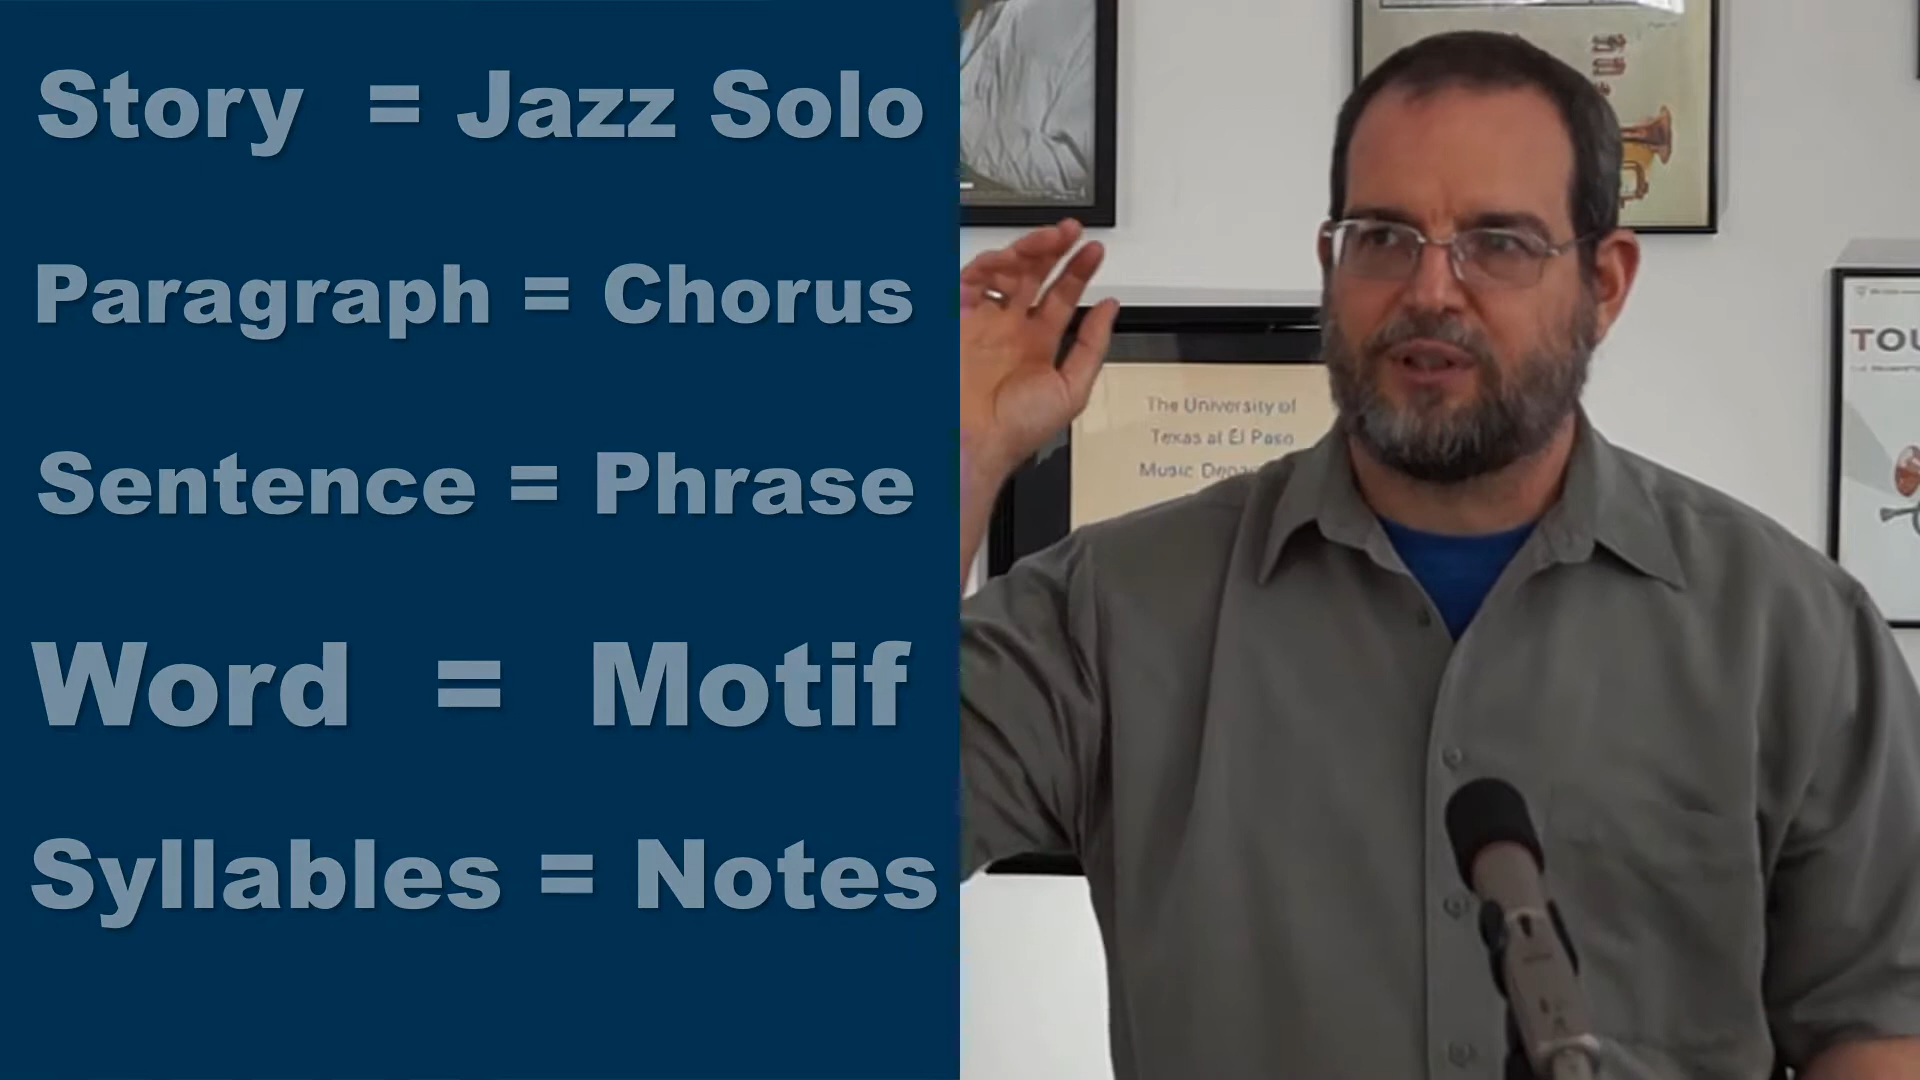 Story = Jazz Solo
Paragraph = Chorus
Sentence = Phrase
Word = Motif
Syllables = Notes
The University of
Texas at El Paso
Music
TOU